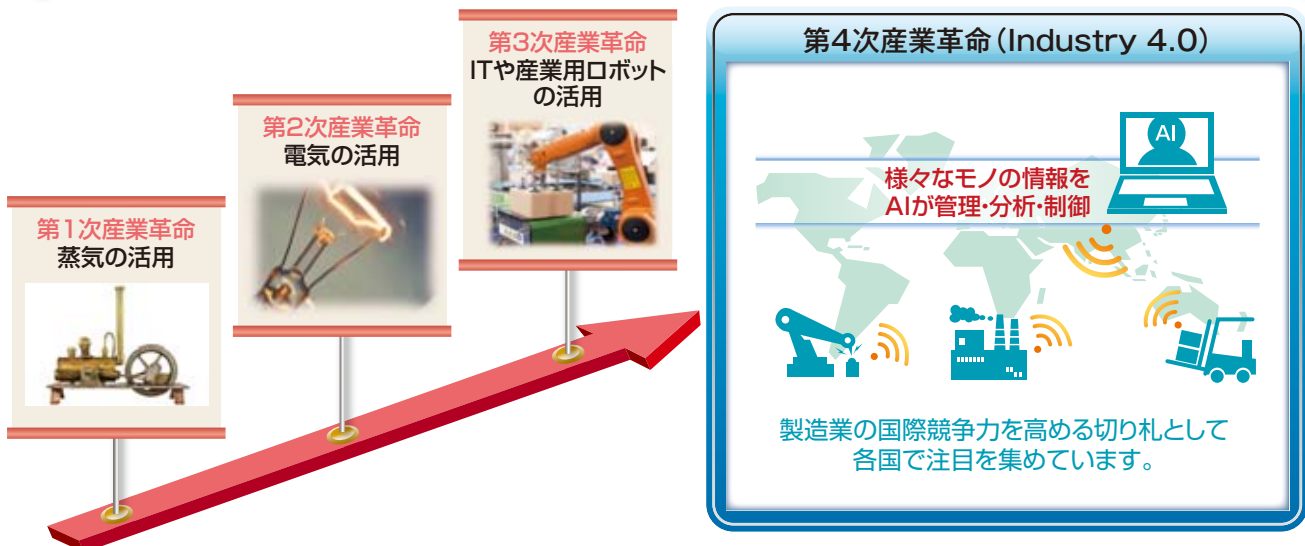 第1次産業革命
蒸気の活用
第2次産業革命
電気の活用
第3次産業革命
ITや産業用ロボット
の活用
第4次産業革命(Industry 4.0)
AI
様々なモノの情報を
AIが管理・分析・制御
製造業の国際競争力を高める切り札として
各国で注目を集めています。